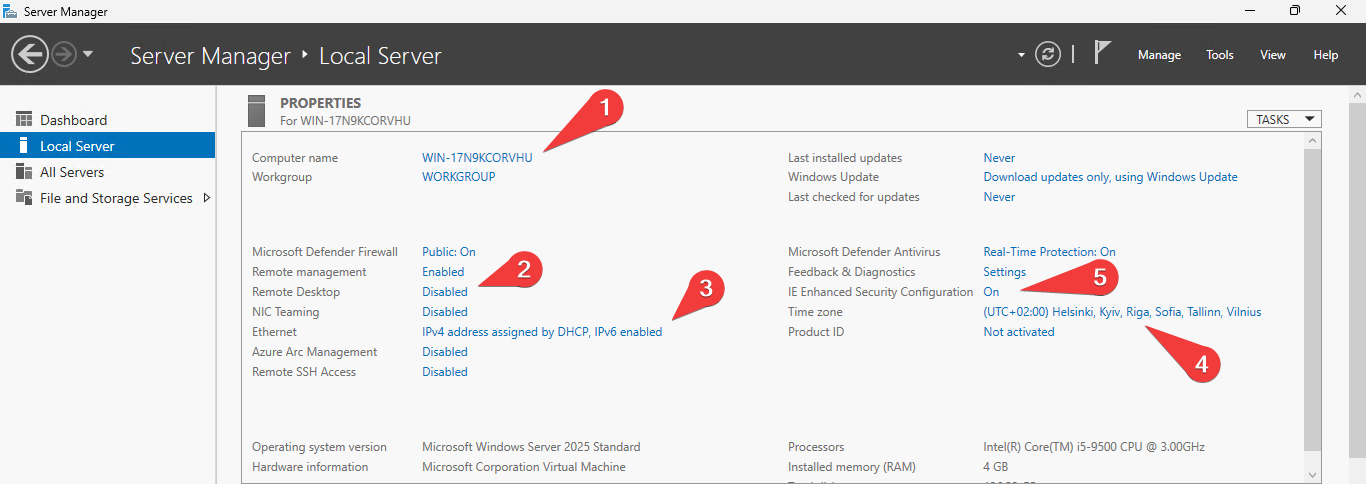 Server Manager
Server Manager ‣ Local Server
Manage Tools View Help
Dashboard
Local Server
All Servers
File and Storage Services
PROPERTIES
For WIN-17N9KCORVHU
TASKS
1
Computer name WIN-17N9KCORVHU
Workgroup WORKGROUP
Last installed updates Never
Windows Update Download updates only, using Windows Update
Last checked for updates Never
Microsoft Defender Firewall Public: On
Remote management Enabled
Remote Desktop Disabled
2
NIC Teaming Disabled
Ethernet IPv4 address assigned by DHCP, IPv6 enabled
3
Azure Arc Management Disabled
Remote SSH Access Disabled
Microsoft Defender Antivirus Real-Time Protection: On
Feedback & Diagnostics Settings
IE Enhanced Security Configuration On
5
Time zone (UTC+02:00) Helsinki, Kyiv, Riga, Sofia, Tallinn, Vilnius
4
Product ID Not activated
Operating system version Microsoft Windows Server 2025 Standard
Hardware information Microsoft Corporation Virtual Machine
Processors Intel(R) Core(TM) i5-9500 CPU @ 3.00GHz
Installed memory (RAM) 4 GB